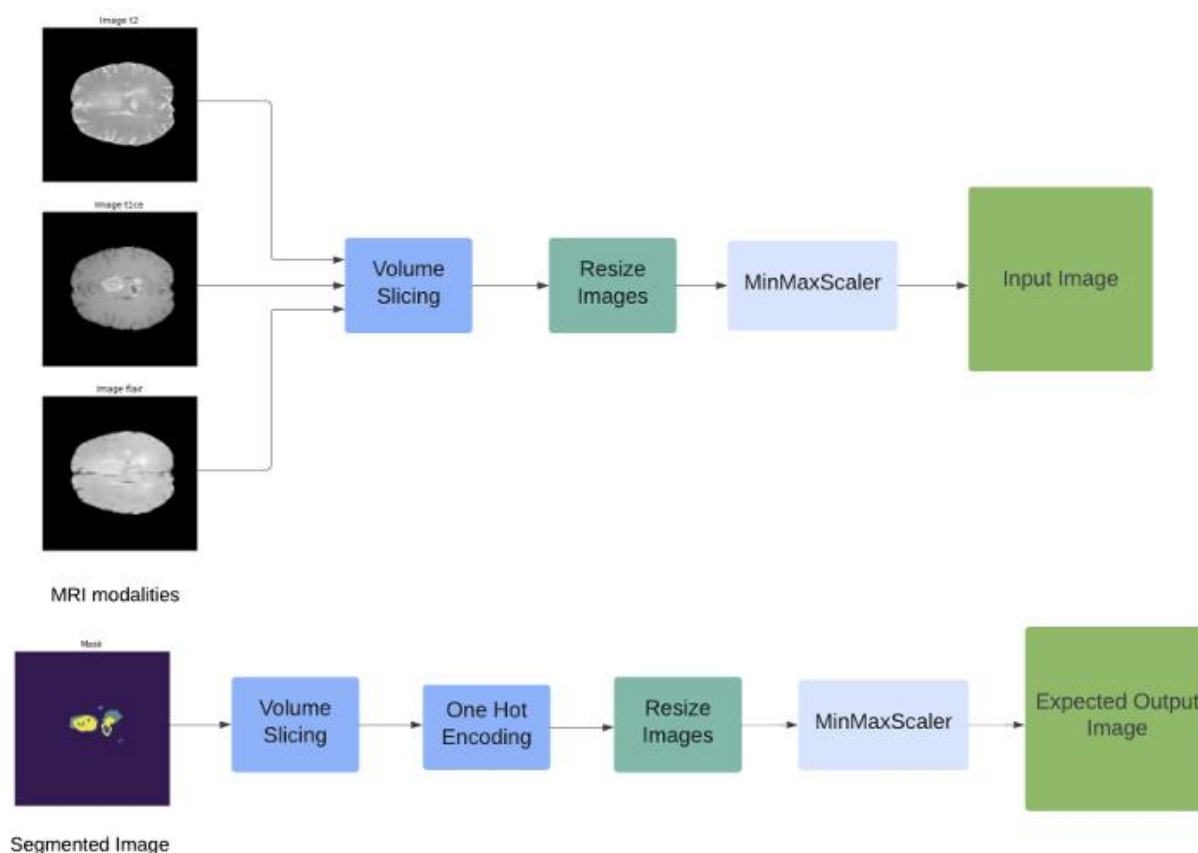 Image t2
Image t1ce
Image flair
Volume
Slicing
Resize
Images
MinMaxScaler
Input Image
MRI modalities
Mask
Volume
Slicing
One Hot
Encoding
Resize
Images
MinMaxScaler
Expected Output
Image
Segmented Image